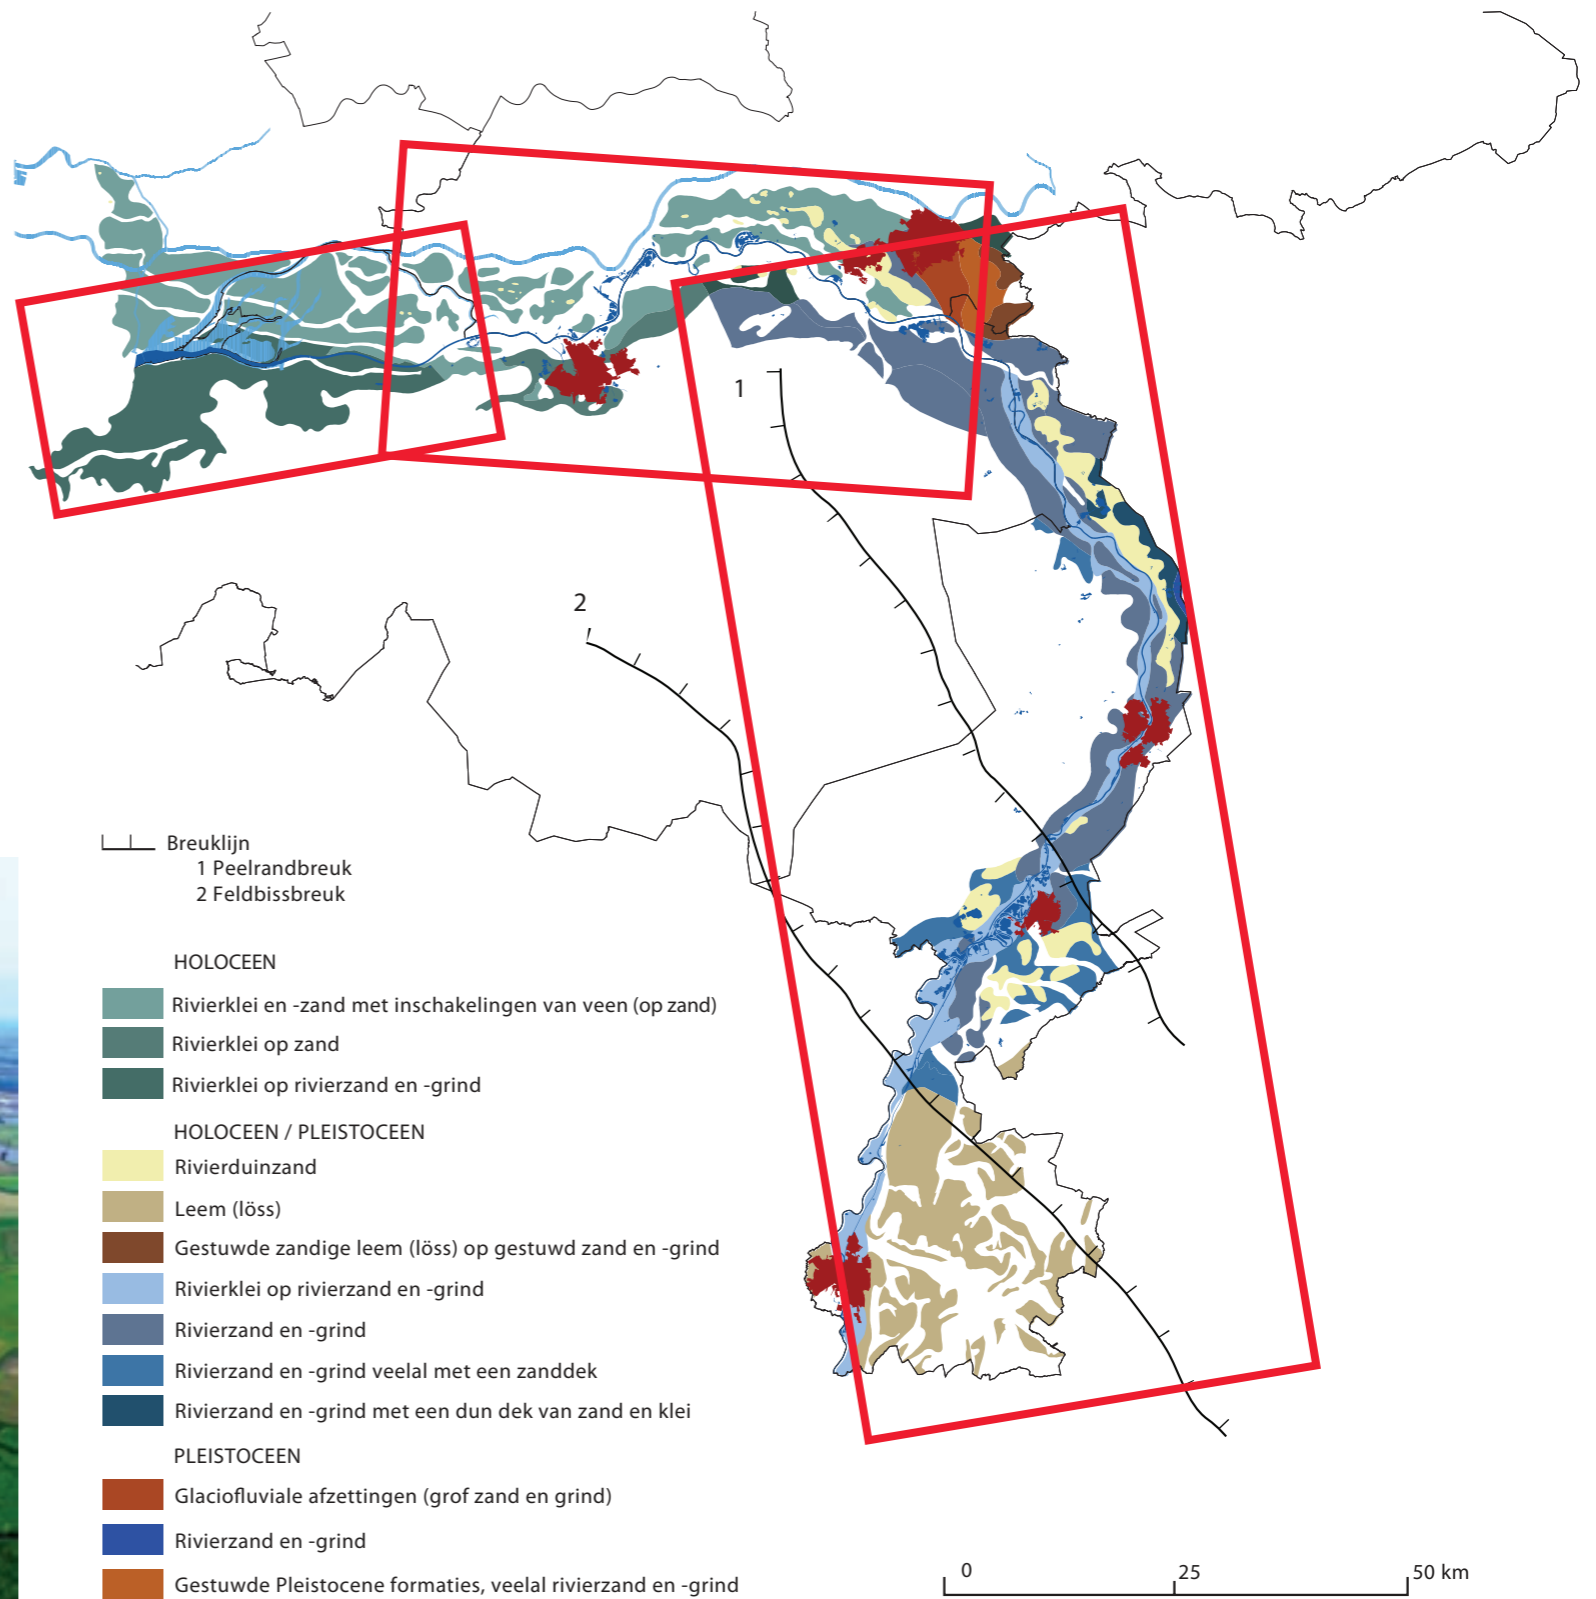 1
2
Breuklijn
1 Peelrandbreuk
2 Feldbissbreuk
HOLOCEEN
Rivierklei en -zand met inschakelingen van veen (op zand)
Rivierklei op zand
Rivierklei op rivierzand en -grind
HOLOCEEN / PLEISTOCEEN
Rivierduinzand
Leem (löss)
Gestuwde zandige leem (löss) op gestuwd zand en -grind
Rivierklei op rivierzand en -grind
Rivierzand en -grind
Rivierzand en -grind veelal met een zanddek
Rivierzand en -grind met een dun dek van zand en klei
PLEISTOCEEN
Glaciofluviale afzettingen (grof zand en grind)
Rivierzand en -grind
Gestuwde Pleistocene formaties, veelal rivierzand en -grind
0 25 50 km